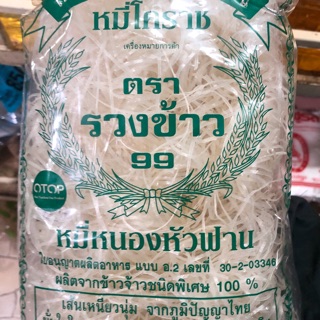 หมี่โคราช
เครื่องหมายการค้า
ตรา
รวงข้าว
99
OTOP
หมี่หนองหัวฟาน
ใบอนุญาตผลิตอาหาร แบบ อ.2 เลขที่ 30-2-03346
ผลิตจากข้าวจ้าวชนิดพิเศษ 100 %
เส้นเหนียวนุ่ม จากภูมิปัญญาไทย